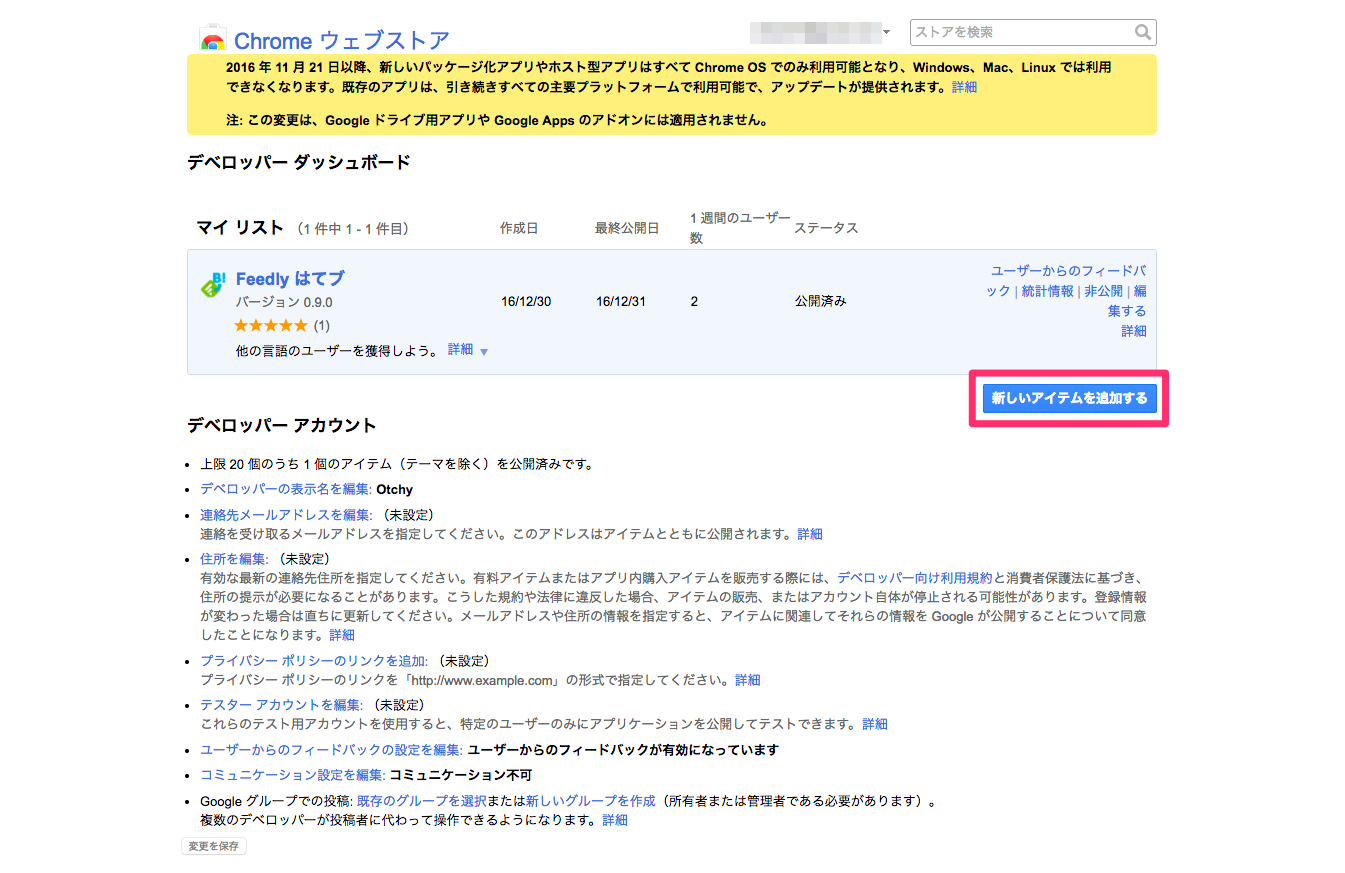 Chrome ウェブストア
ストアを検索
2016 年 11 月 21 日以降、新しいパッケージ化アプリやホスト型アプリはすべて Chrome OS でのみ利用可能となり、Windows、Mac、Linux では利用
できなくなります。既存のアプリは、引き続きすべての主要プラットフォームで利用可能で、アップデートが提供されます。詳細
注: この変更は、Google ドライブ用アプリや Google Apps のアドオンには適用されません。
デベロッパー ダッシュボード
マイ リスト （1 件中 1 - 1 件目） 作成日 最終公開日 1 週間のユーザー ステータス
数
Feedly はてブ
バージョン 0.9.0
(1)
他の言語のユーザーを獲得しよう。 詳細
16/12/30 16/12/31 2 公開済み
ユーザーからのフィードバ
ック | 統計情報 | 非公開 | 編
集する
詳細
新しいアイテムを追加する
デベロッパー アカウント
• 上限 20 個のうち 1 個のアイテム（テーマを除く）を公開済みです。
• デベロッパーの表示名を編集: Otchy
• 連絡先メールアドレスを編集: （未設定）
連絡を受け取るメールアドレスを指定してください。このアドレスはアイテムとともに公開されます。詳細
• 住所を編集: （未設定）
有効な最新の連絡先住所を指定してください。有料アイテムまたはアプリ内購入アイテムを販売する際には、デベロッパー向け利用規約と消費者保護法に基づき、
住所の提示が必要になることがあります。こうした規約や法律に違反した場合、アイテムの販売、またはアカウント自体が停止される可能性があります。登録情報
が変わった場合は直ちに更新してください。メールアドレスや住所の情報を指定すると、アイテムに関連してそれらの情報を Google が公開することについて同意
したことになります。詳細
• プライバシー ポリシーのリンクを追加: （未設定）
プライバシー ポリシーのリンクを「http://www.example.com」の形式で指定してください。詳細
• テスター アカウントを編集: （未設定）
これらのテスト用アカウントを使用すると、特定のユーザーのみにアプリケーションを公開してテストできます。詳細
• ユーザーからのフィードバックの設定を編集: ユーザーからのフィードバックが有効になっています
• コミュニケーション設定を編集: コミュニケーション不可
• Google グループでの投稿: 既存のグループを選択または新しいグループを作成（所有者または管理者である必要があります）。
複数のデベロッパーが投稿者に代わって操作できるようになります。詳細
変更を保存